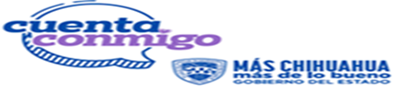 cuenta
conmigo
MÁS CHIHUAHUA
más de lo bueno
GOBIERNO DEL ESTADO